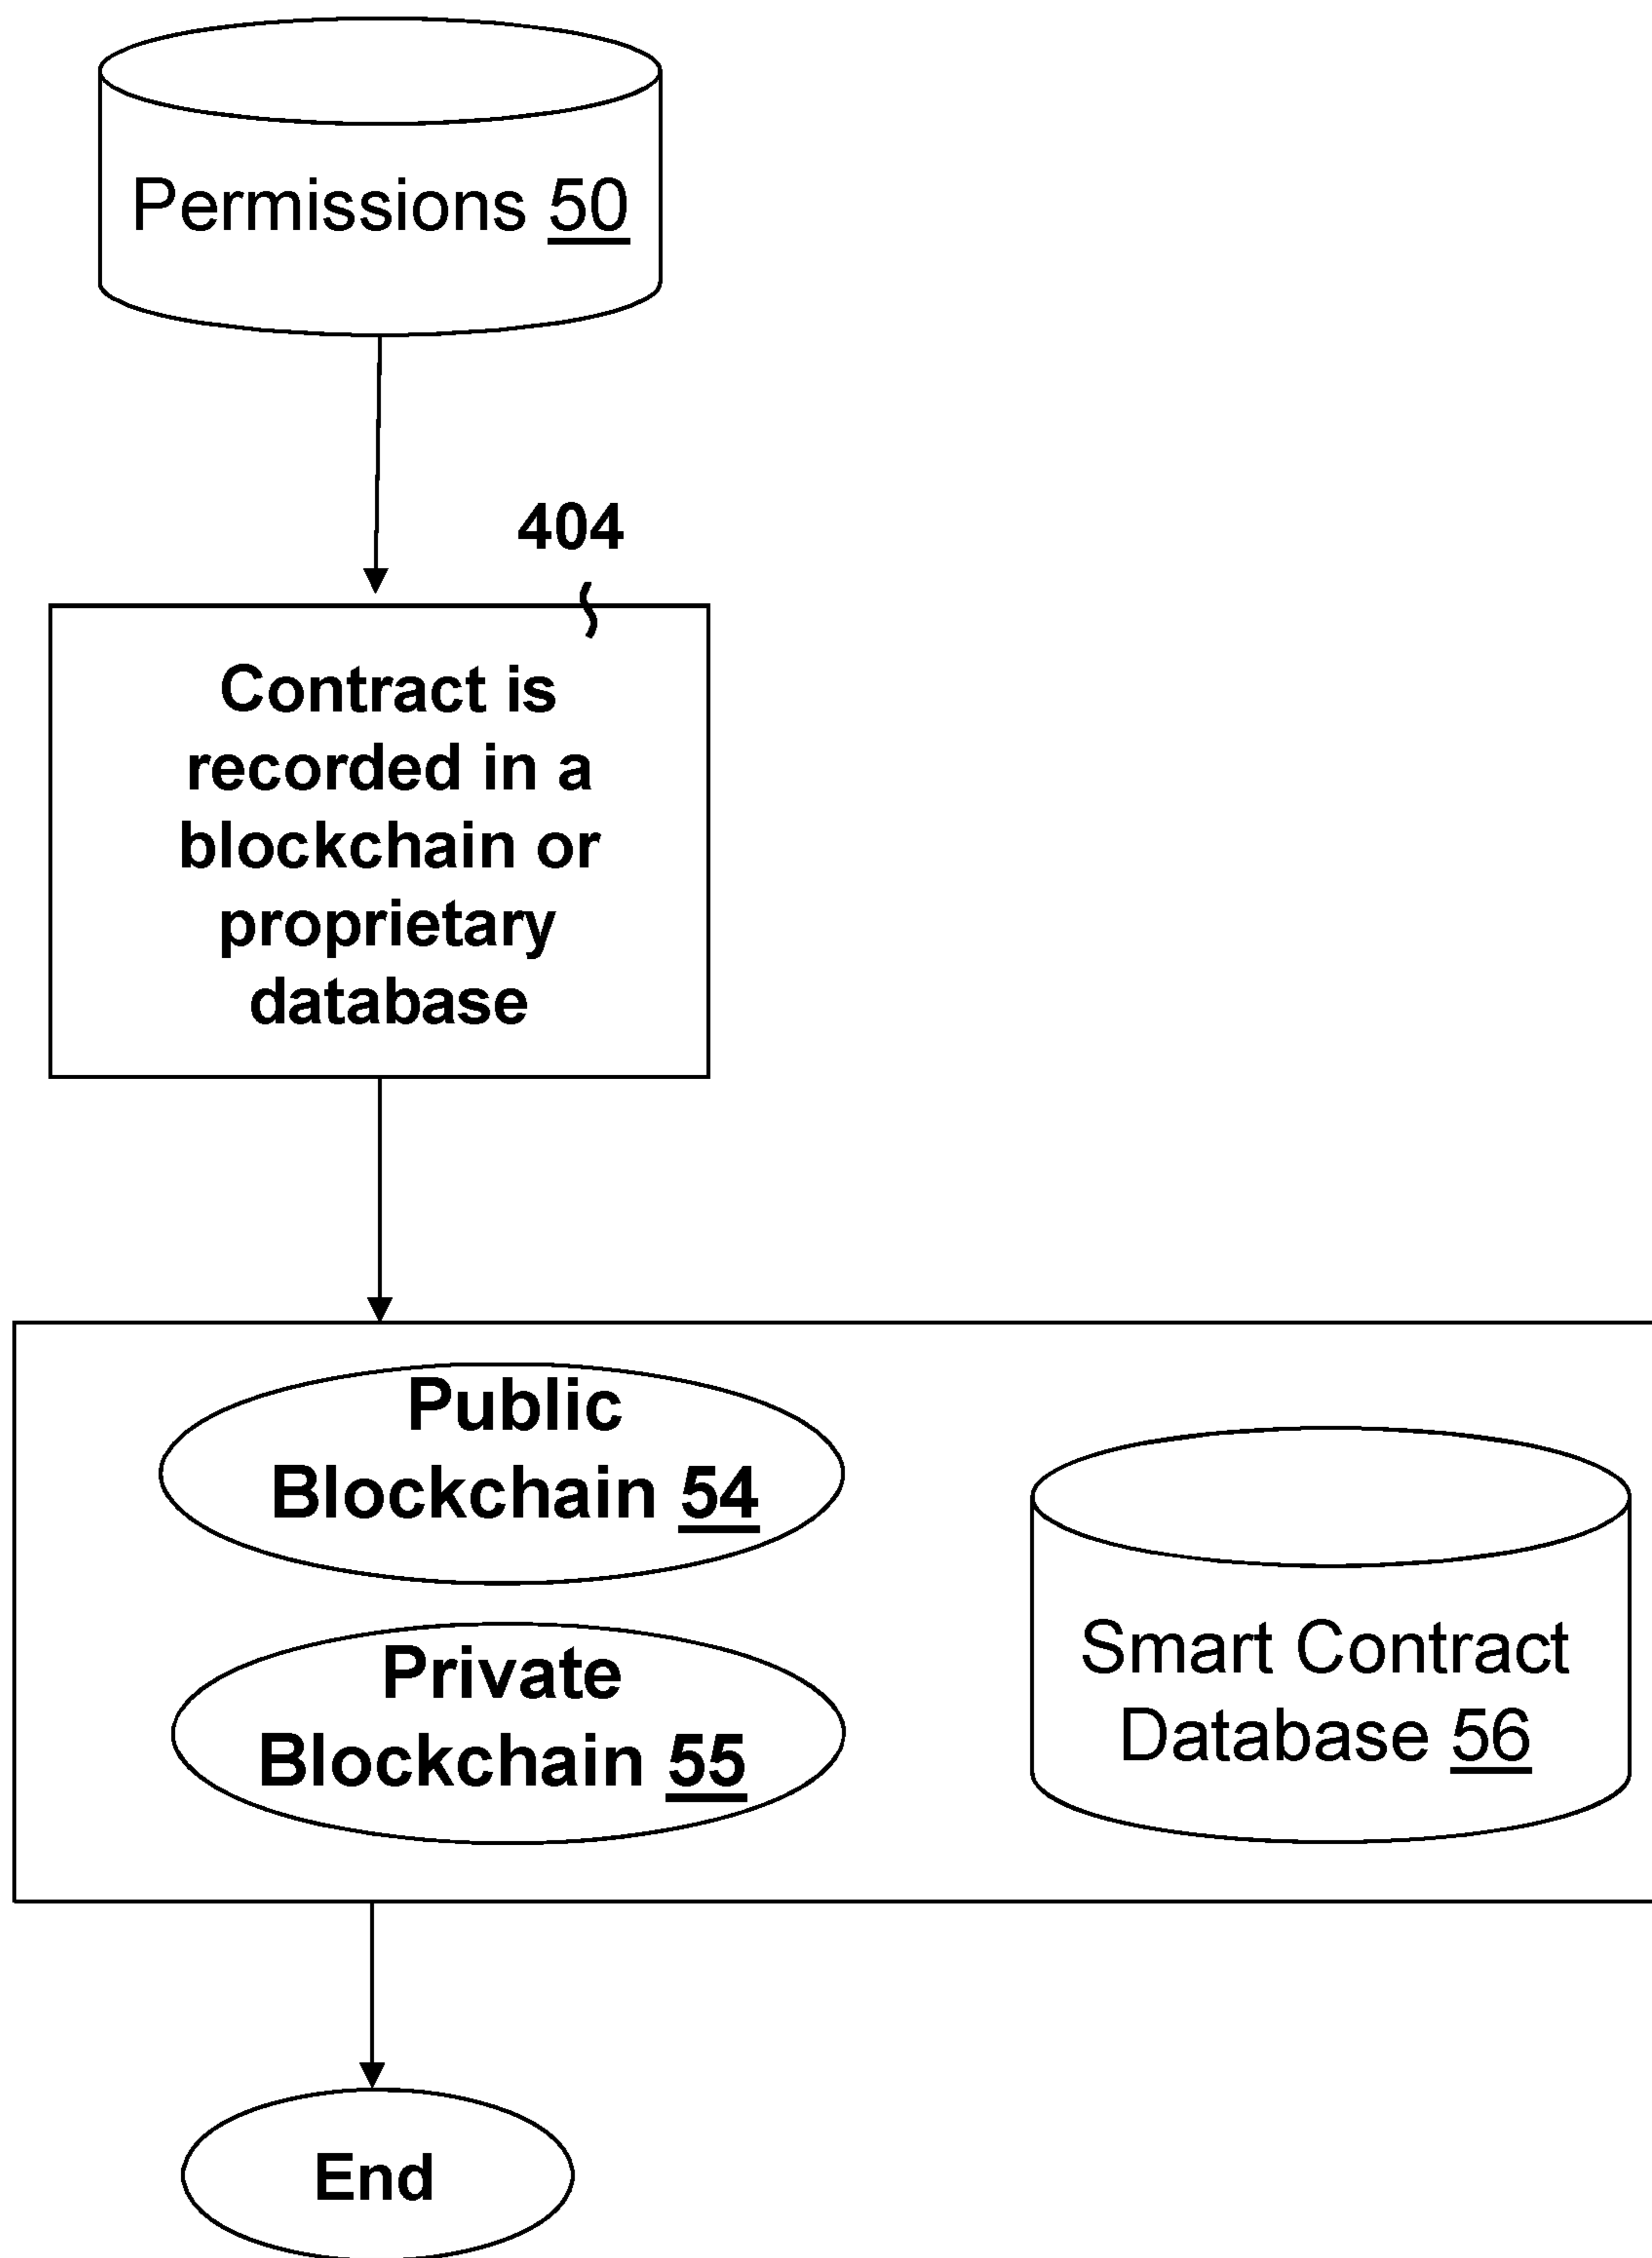 Permissions 50
404
Contract is
recorded in a
blockchain or
proprietary
database
Public
Blockchain 54
Private
Blockchain 55
Smart Contract
Database 56
End